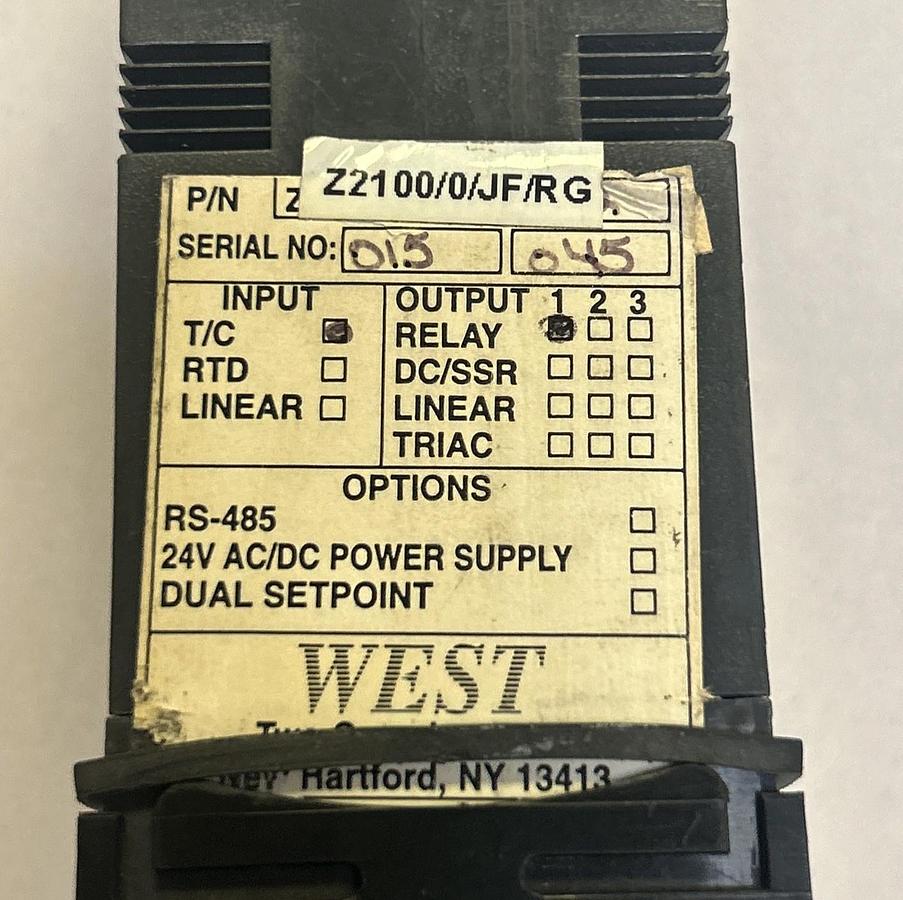 P/N Z2100/0/JF/RG
SERIAL NO: 015 045
INPUT OUTPUT 1 2 3
T/C RELAY
RTD DC/SSR
LINEAR LINEAR
TRIAC
OPTIONS
RS-485
24V AC/DC POWER SUPPLY
DUAL SETPOINT
WEST
Hartford, NY 13413